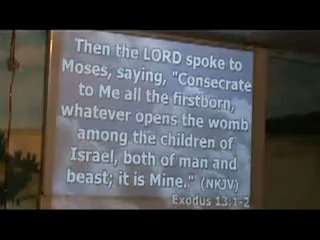 Then the LORD spoke to
Moses, saying, "Consecrate
to Me all the firstborn,
whatever opens the womb
among the children of
Israel, both of man and
beast; it is Mine." (NKJV)
Exodus 13:1-2